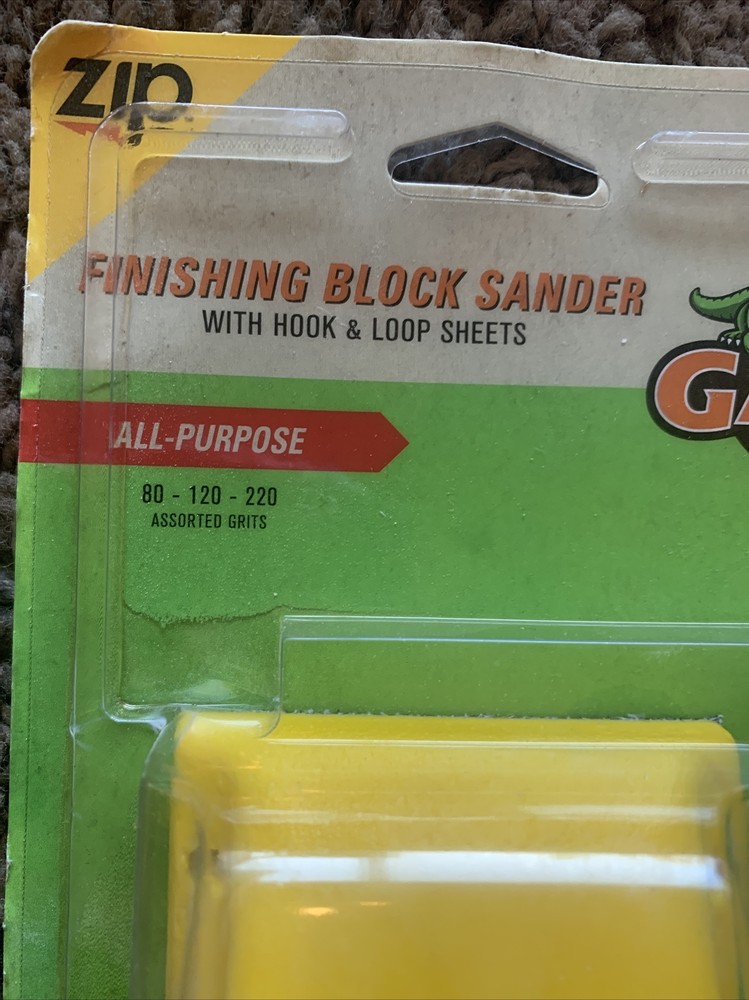 zip
FINISHING BLOCK SANDER
WITH HOOK & LOOP SHEETS
ALL-PURPOSE
80 - 120 - 220
ASSORTED GRITS